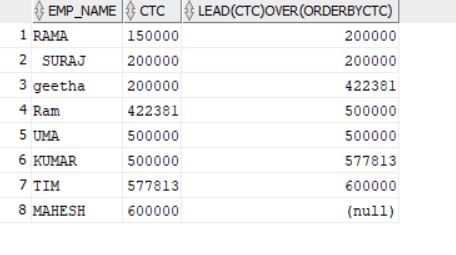 EMP_NAME CTC LEAD(CTC)OVER(ORDERBYCTC)
1 RAMA 150000 200000
2 SURAJ 200000 200000
3 geetha 200000 422381
4 Ram 422381 500000
5 UMA 500000 500000
6 KUMAR 500000 577813
7 TIM 577813 600000
8 MAHESH 600000 (null)